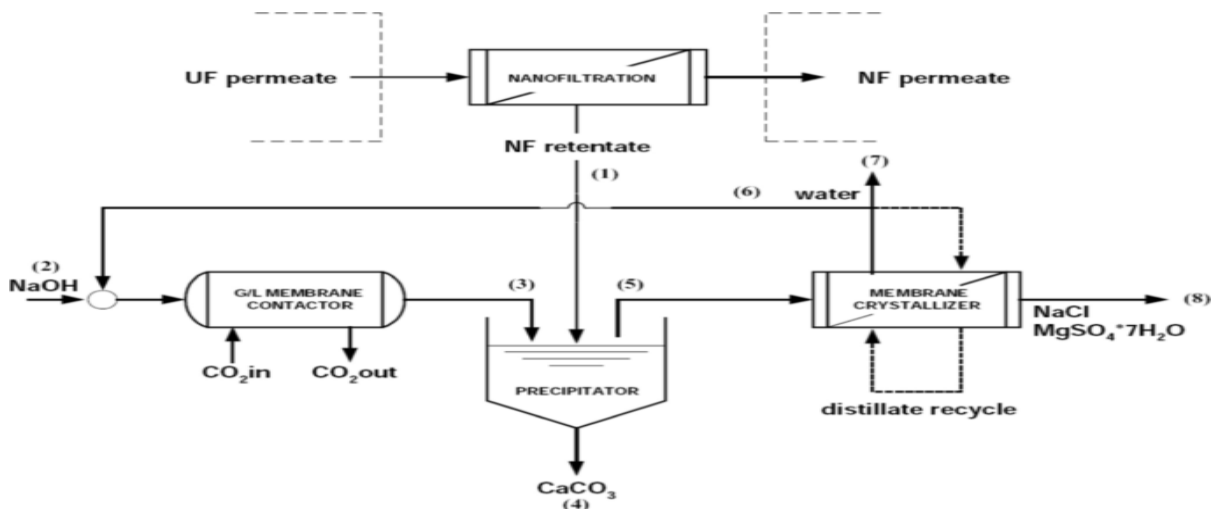 UF permeate
NANOFILTRATION
NF permeate
NF retentate
(1)
(7)
(6)
water
(2)
NaOH
G/L MEMBRANE
CONTACTOR
(3)
(5)
MEMBRANE
CRYSTALLIZER
(8)
NaCl
MgSO₄*7H₂O
CO₂in
CO₂out
PRECIPITATOR
distillate recycle
CaCO₃
(4)